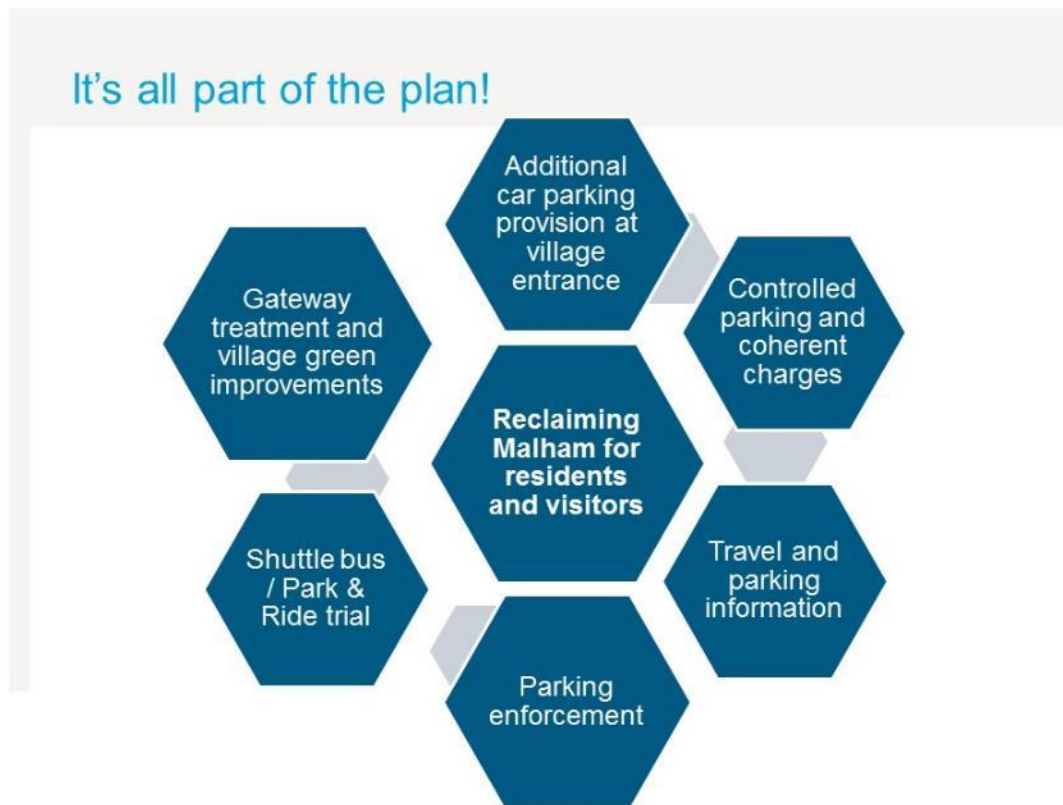 It's all part of the plan!
Additional
car parking
provision at
village
entrance
Controlled
parking and
coherent
charges
Travel and
parking
information
Parking
enforcement
Shuttle bus
/ Park &
Ride trial
Gateway
treatment and
village green
improvements
Reclaiming
Malham for
residents
and visitors